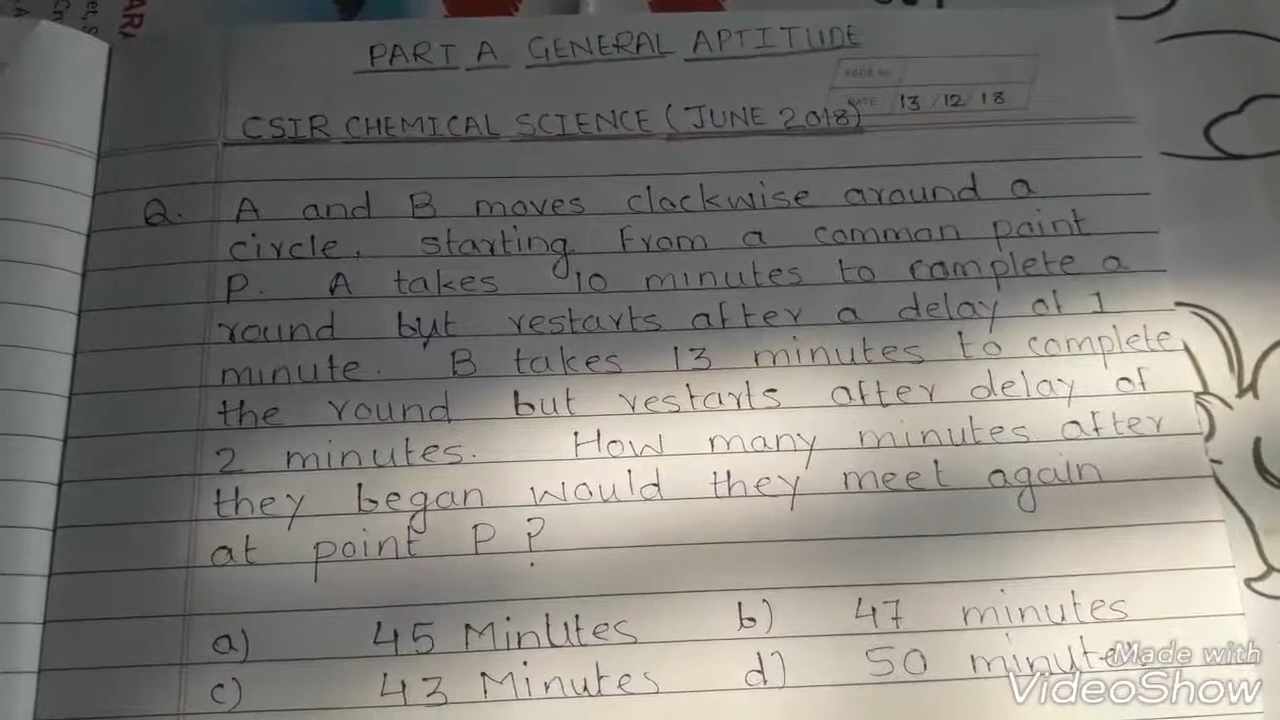 PART A GENERAL APTITUDE
DATE 13/12/18
CSIR CHEMICAL SCIENCE (JUNE 2018)
Q. A and B moves clackwise around a
circle, starting from a common point
P. A takes 10 minutes to complete a
round but restarts after a delay of 1
minute. B takes 13 minutes to complete
the round but restarts after delay of
2 minutes. How many minutes after
they began would they meet again
at point P?
a) 45 Minutes b) 47 minutes
c) 43 Minutes d) 50 minutes
Made with
VideoShow